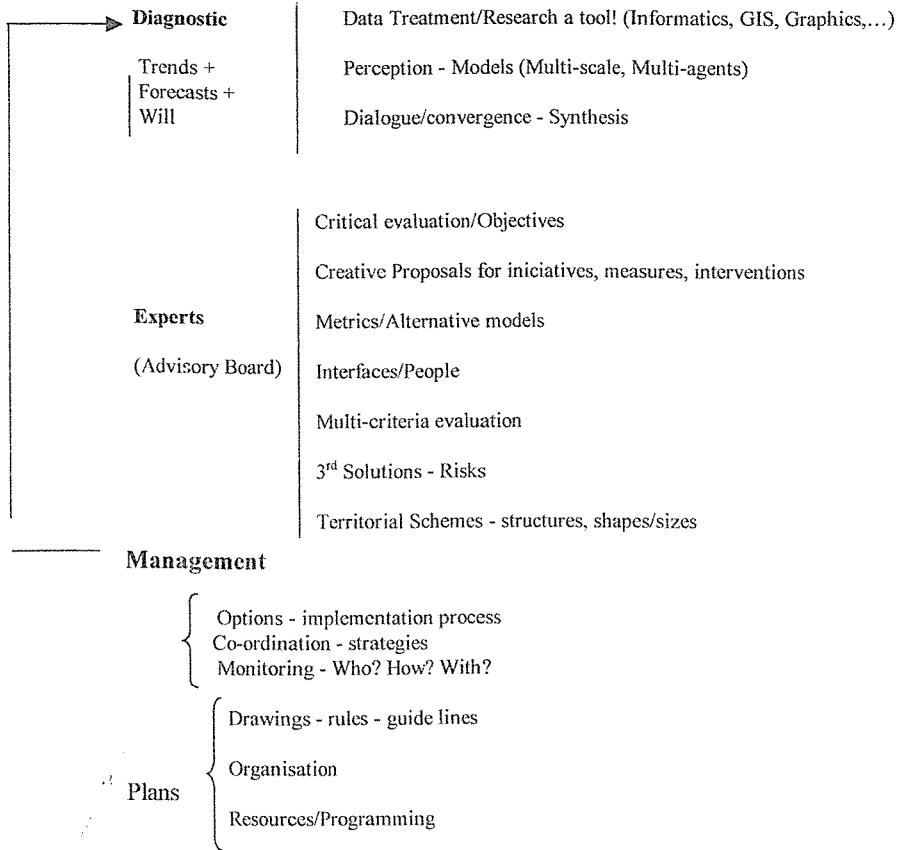 Diagnostic
Data Treatment/Research a tool! (Informatics, GIS, Graphics,…)
Trends +
Forecasts +
Will
Perception - Models (Multi-scale, Multi-agents)
Dialogue/convergence - Synthesis
Experts
(Advisory Board)
Critical evaluation/Objectives
Creative Proposals for iniciatives, measures, interventions
Metrics/Alternative models
Interfaces/People
Multi-criteria evaluation
3rd Solutions - Risks
Territorial Schemes - structures, shapes/sizes
Management
Options - implementation process
Co-ordination - strategies
Monitoring - Who? How? With?
Plans
Drawings - rules - guide lines
Organisation
Resources/Programming